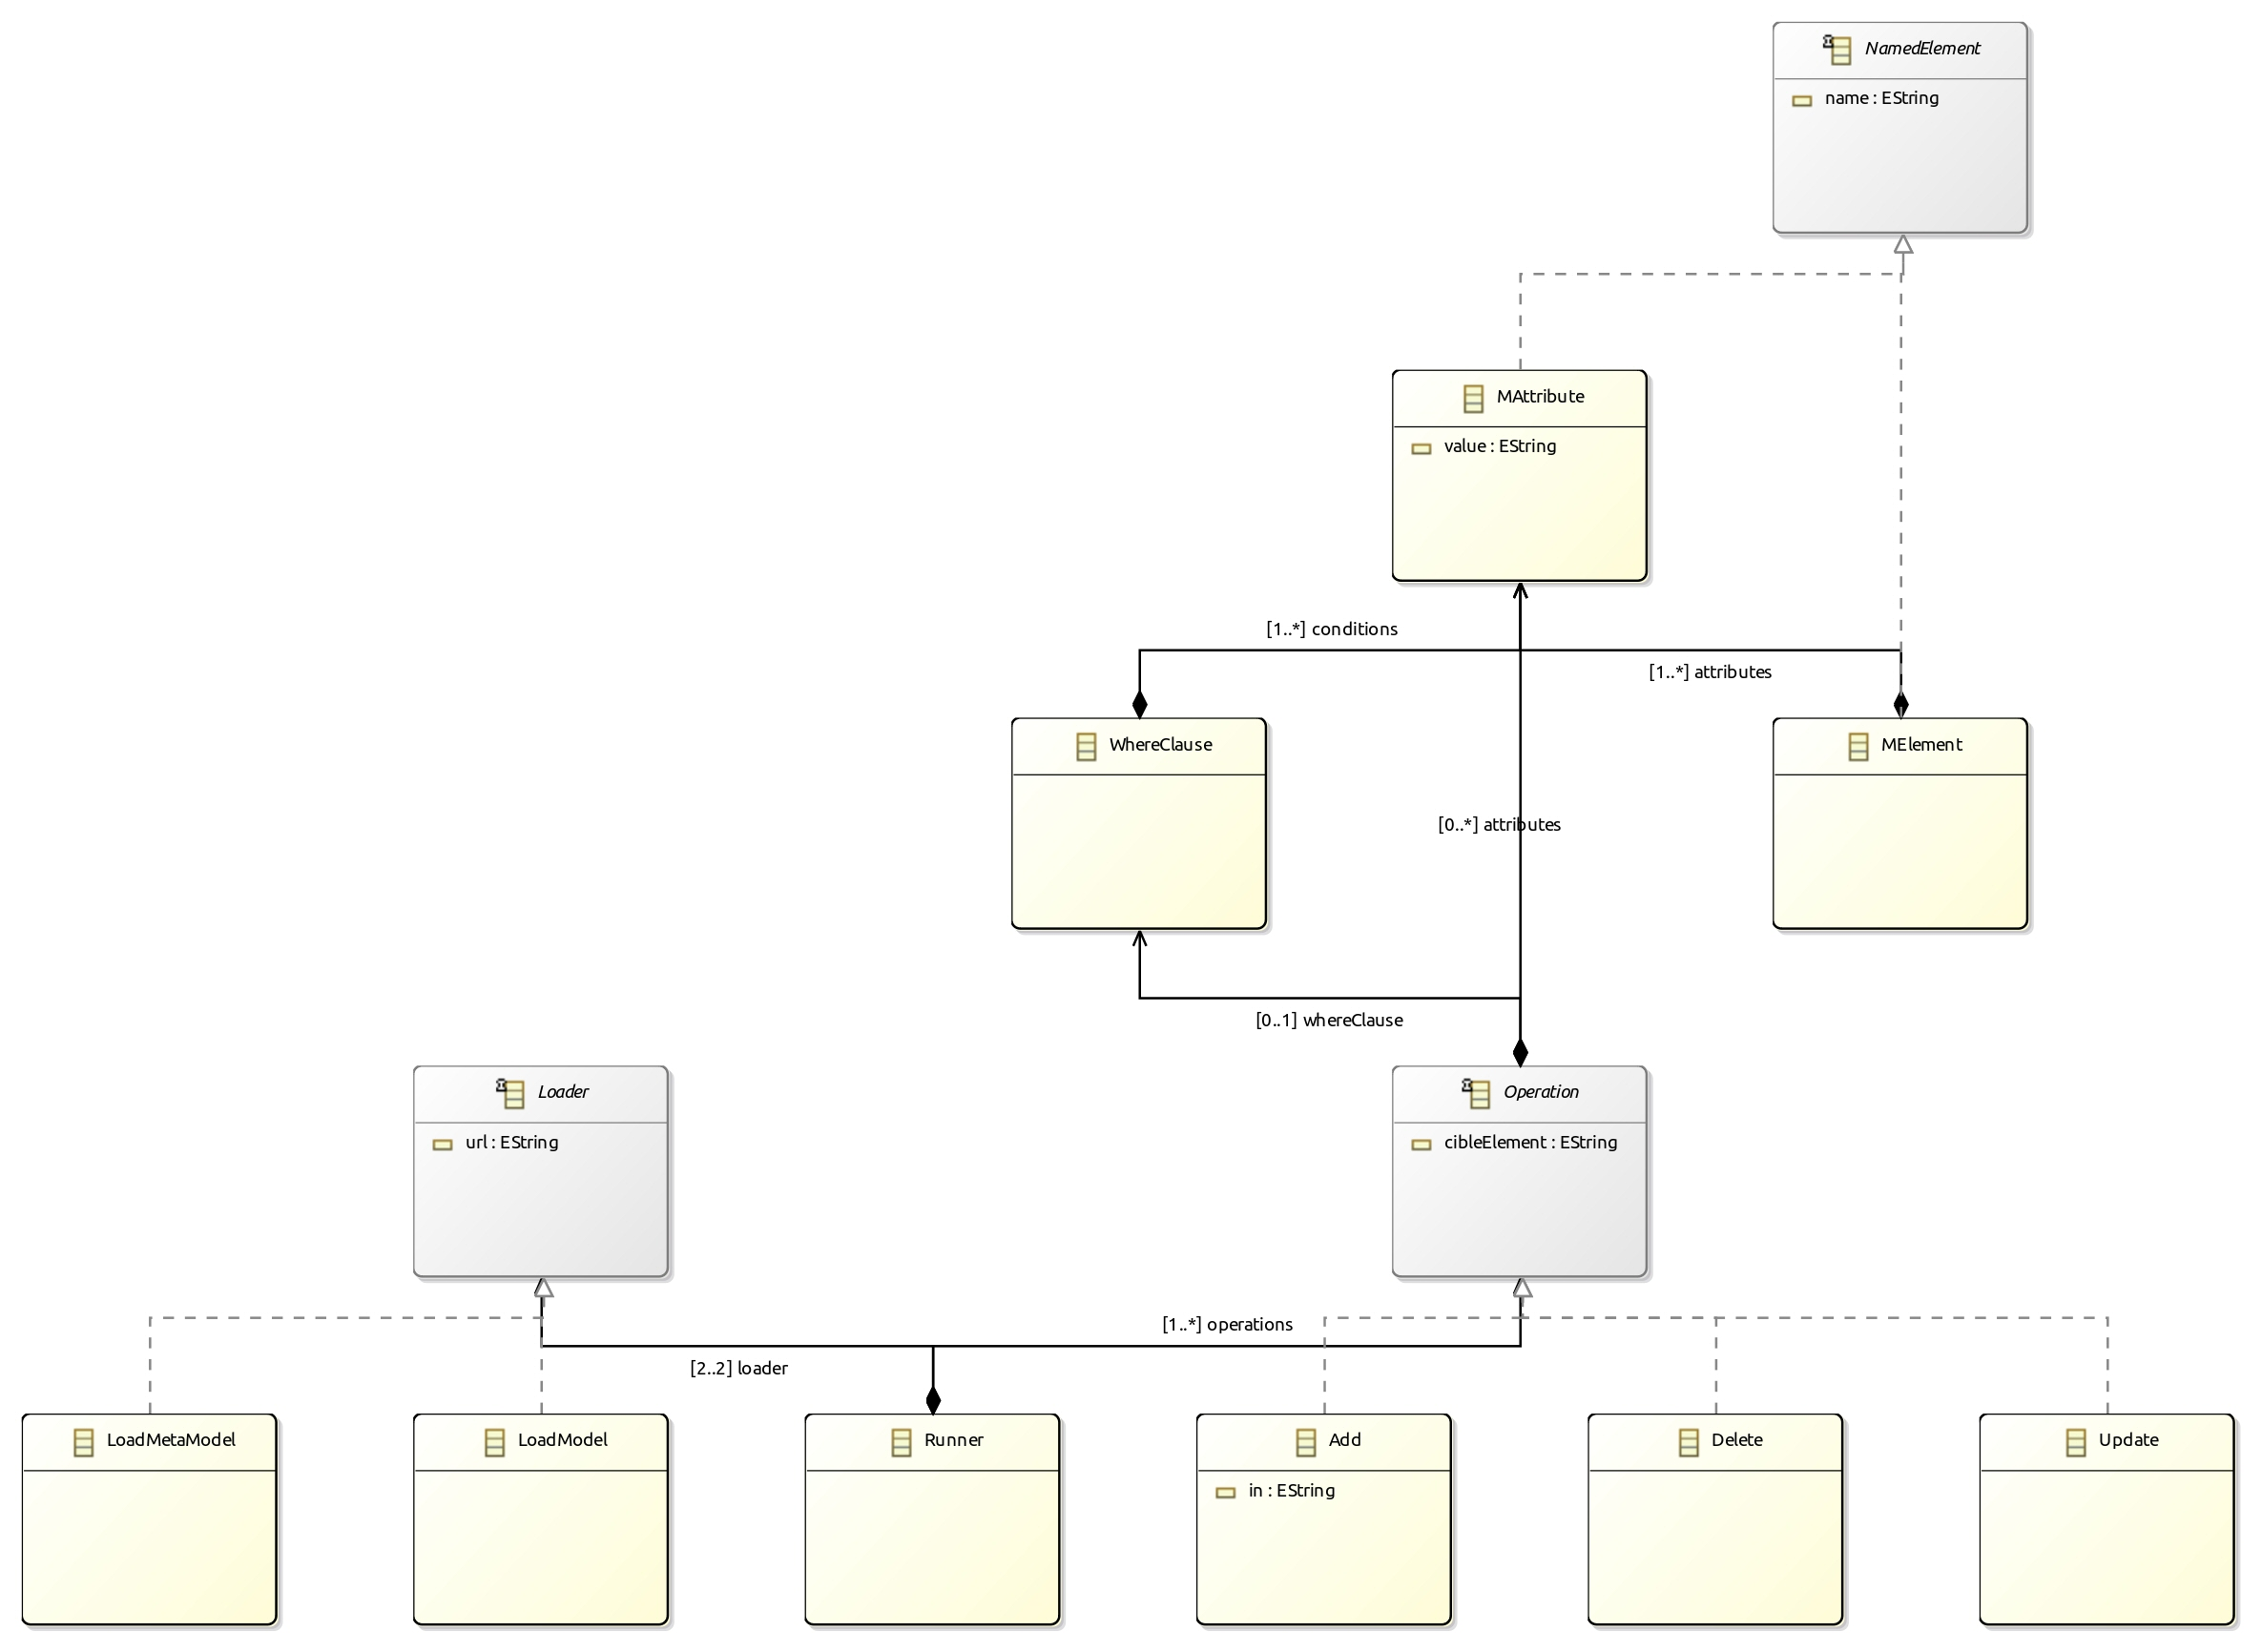 NamedElement
name : EString
MAttribute
value : EString
[1..*] conditions
[1..*] attributes
WhereClause
MElement
[0..*] attributes
[0..1] whereClause
Loader
url : EString
Operation
cibleElement : EString
[1..*] operations
[2..2] loader
LoadMetaModel
LoadModel
Runner
Add
in : EString
Delete
Update